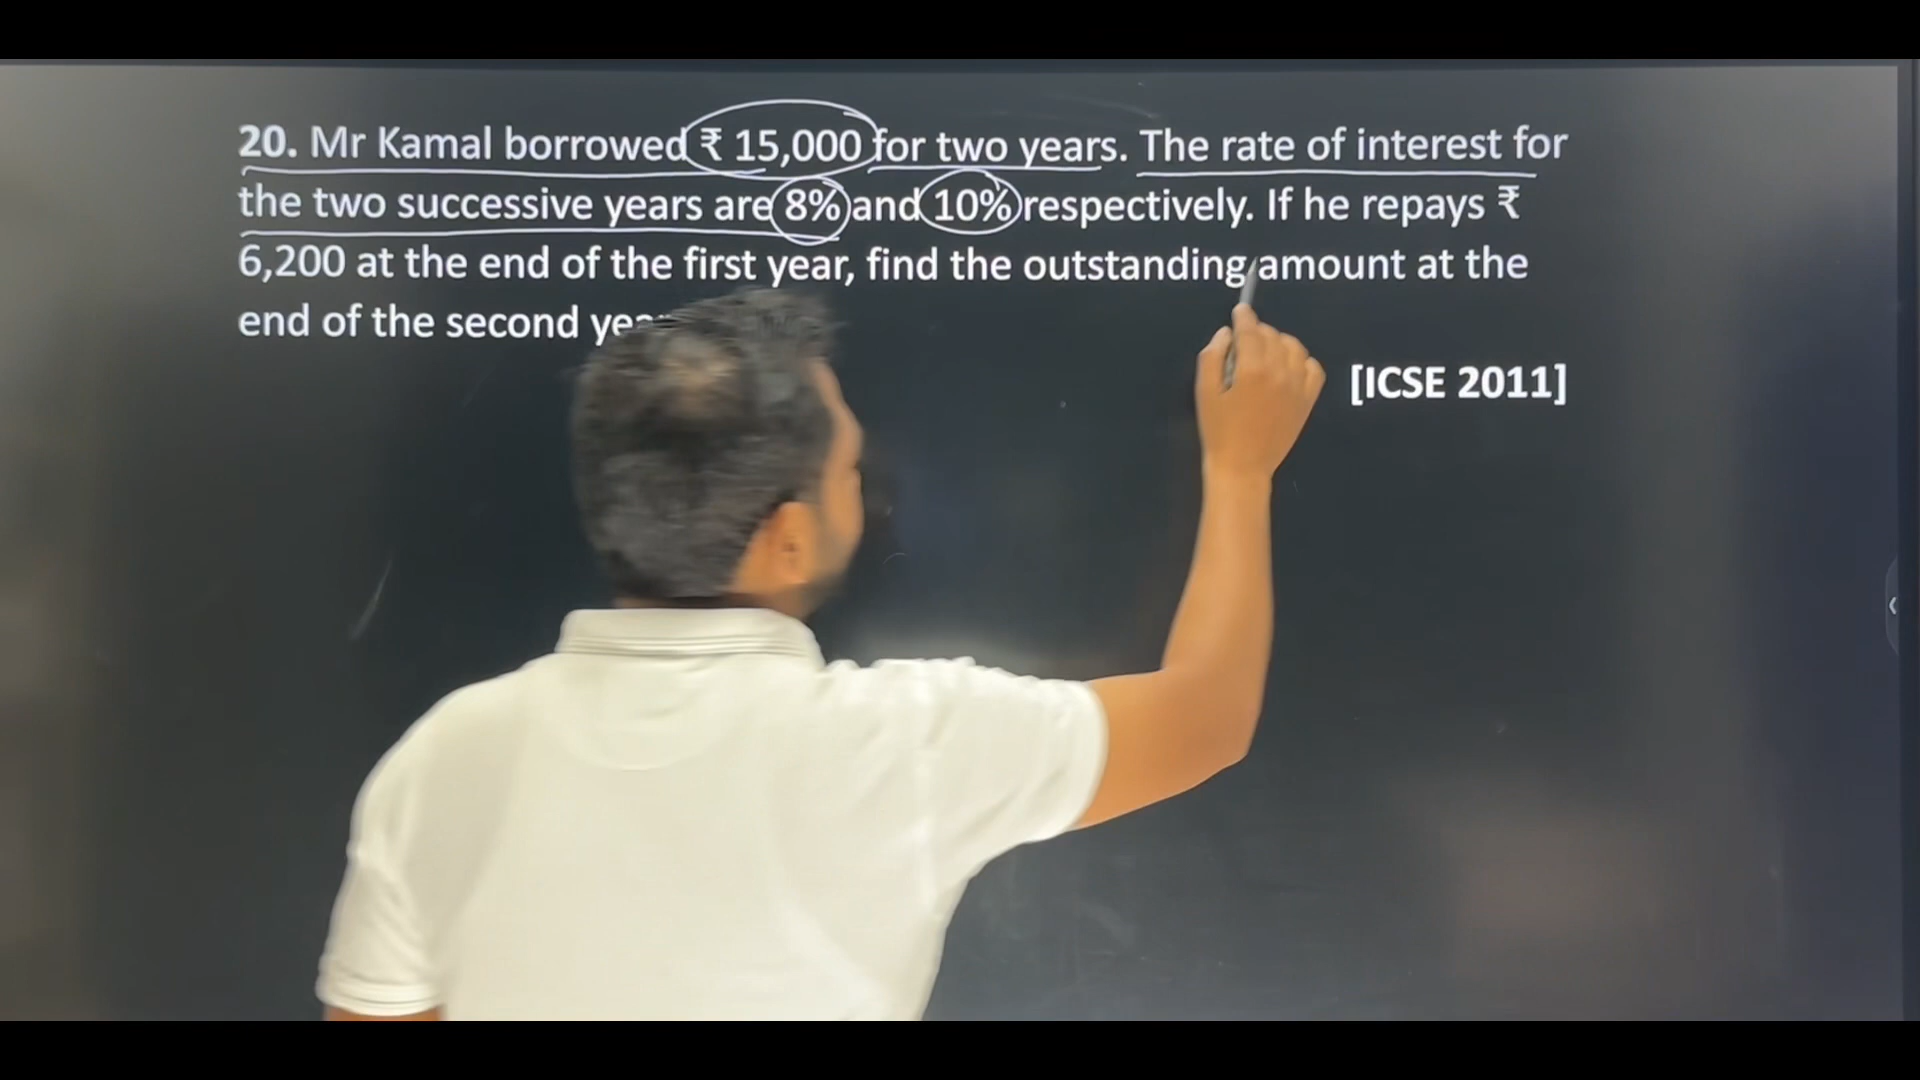 20. Mr Kamal borrowed ₹ 15,000 for two years. The rate of interest for
the two successive years are 8% and 10% respectively. If he repays ₹
6,200 at the end of the first year, find the outstanding amount at the
end of the second
[ICSE 2011]